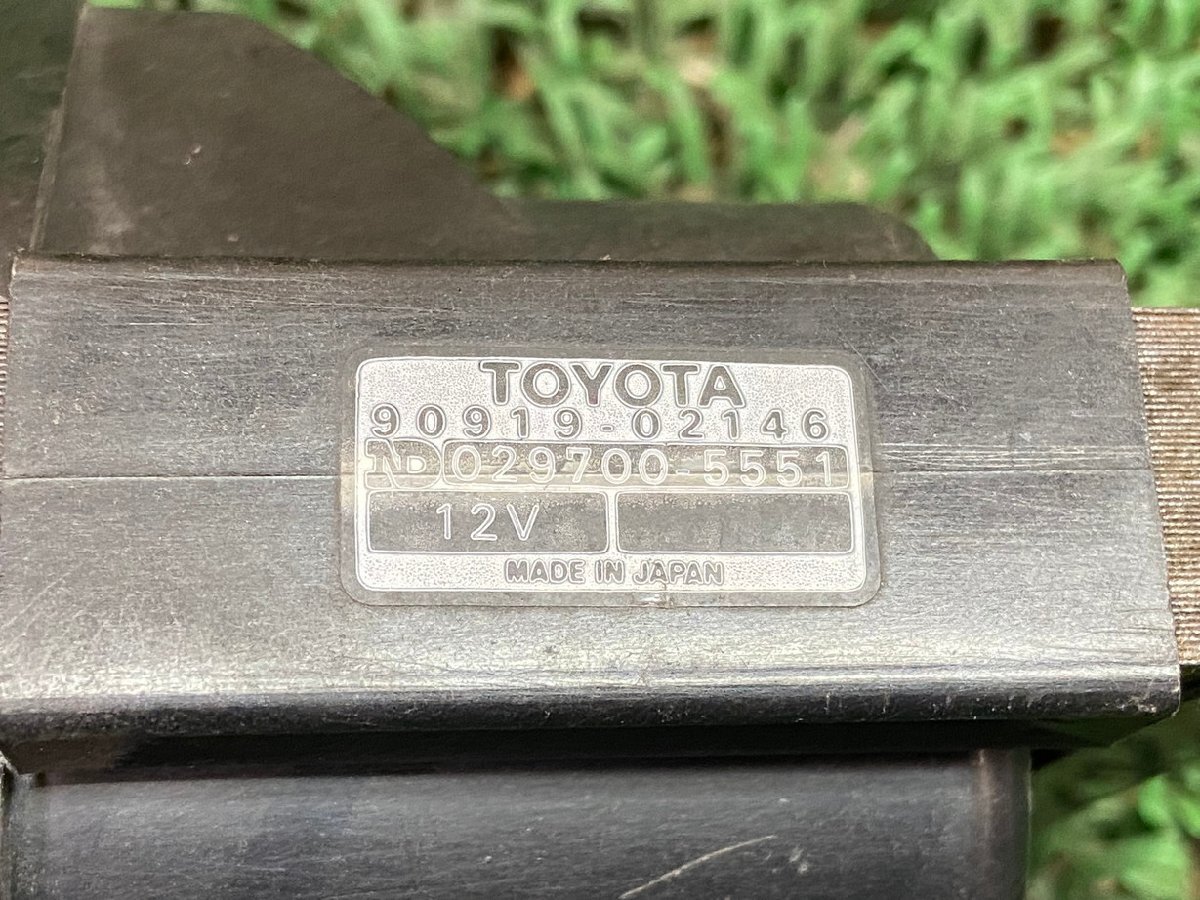 TOYOTA
90919-02146
ND 029700-5551
12V
MADE IN JAPAN